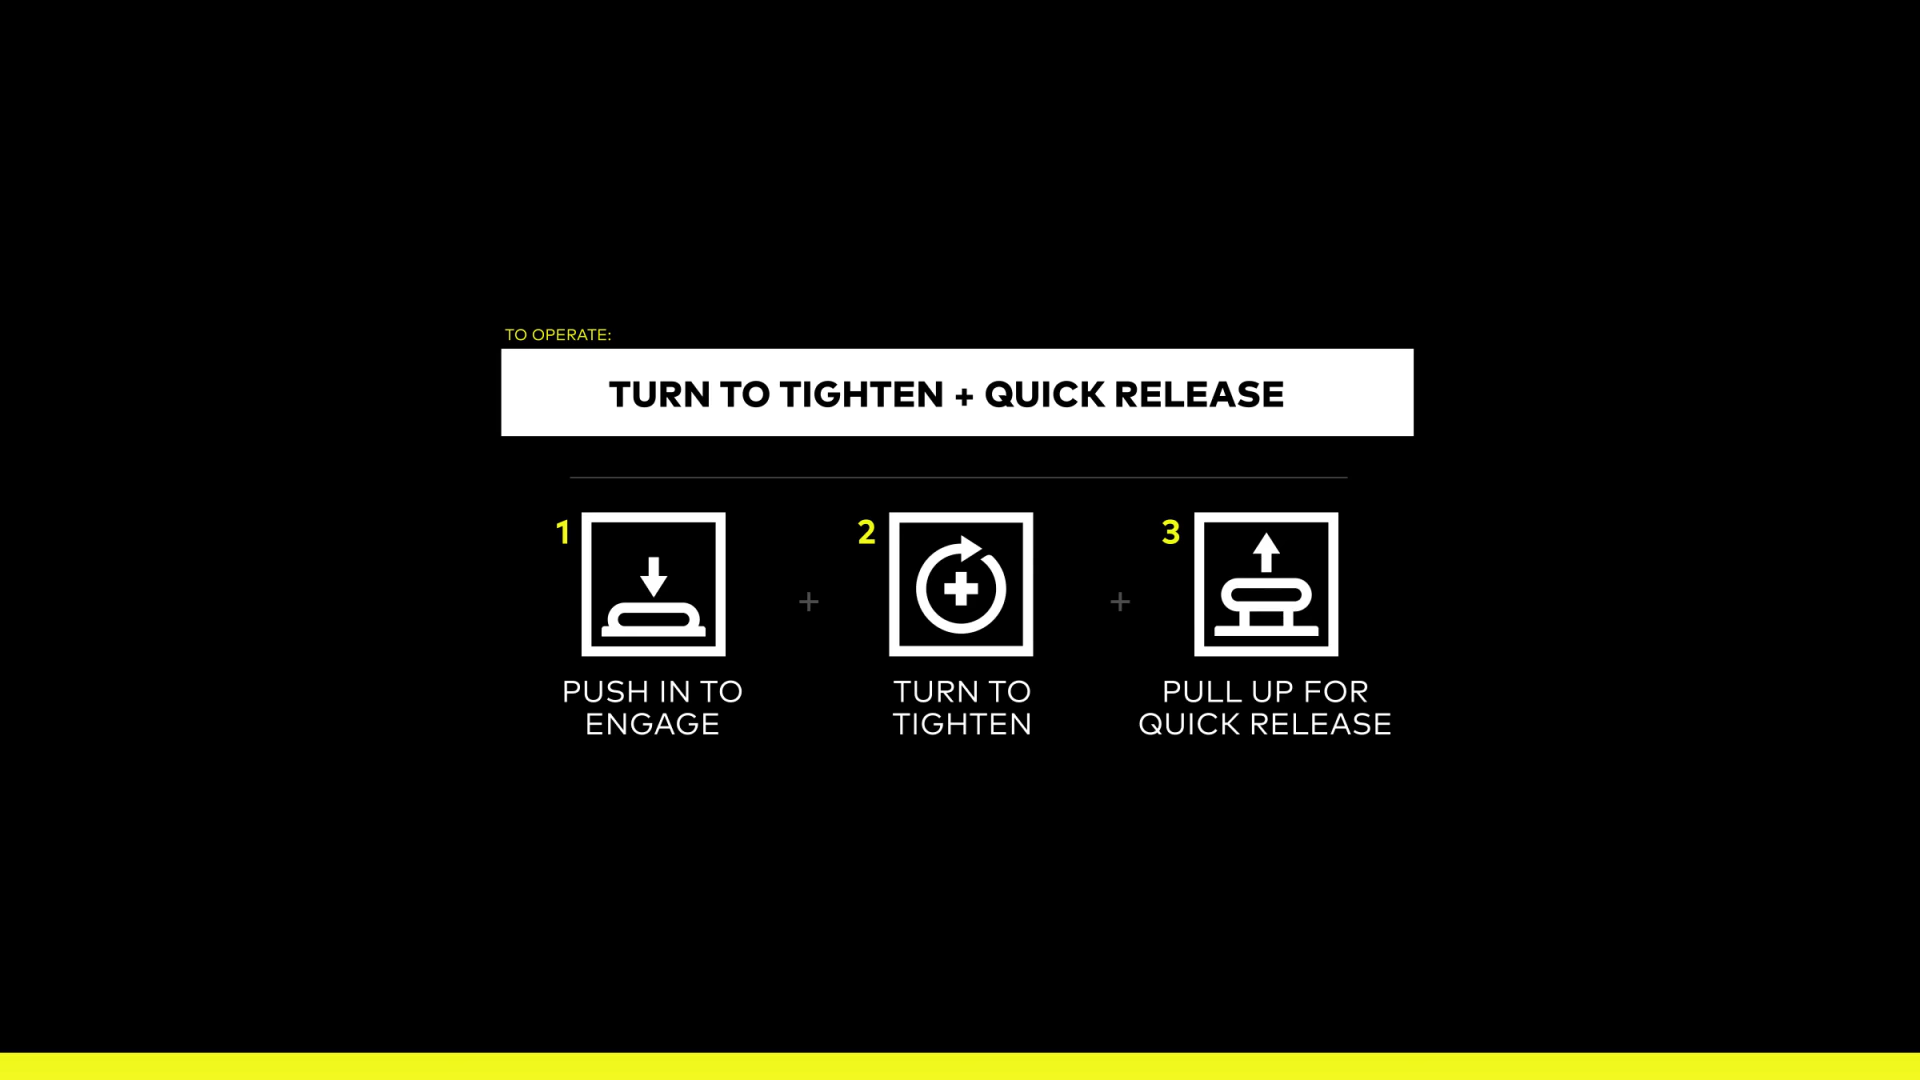 TO OPERATE:
TURN TO TIGHTEN + QUICK RELEASE
1
PUSH IN TO
ENGAGE
+
2
TURN TO
TIGHTEN
+
3
PULL UP FOR
QUICK RELEASE